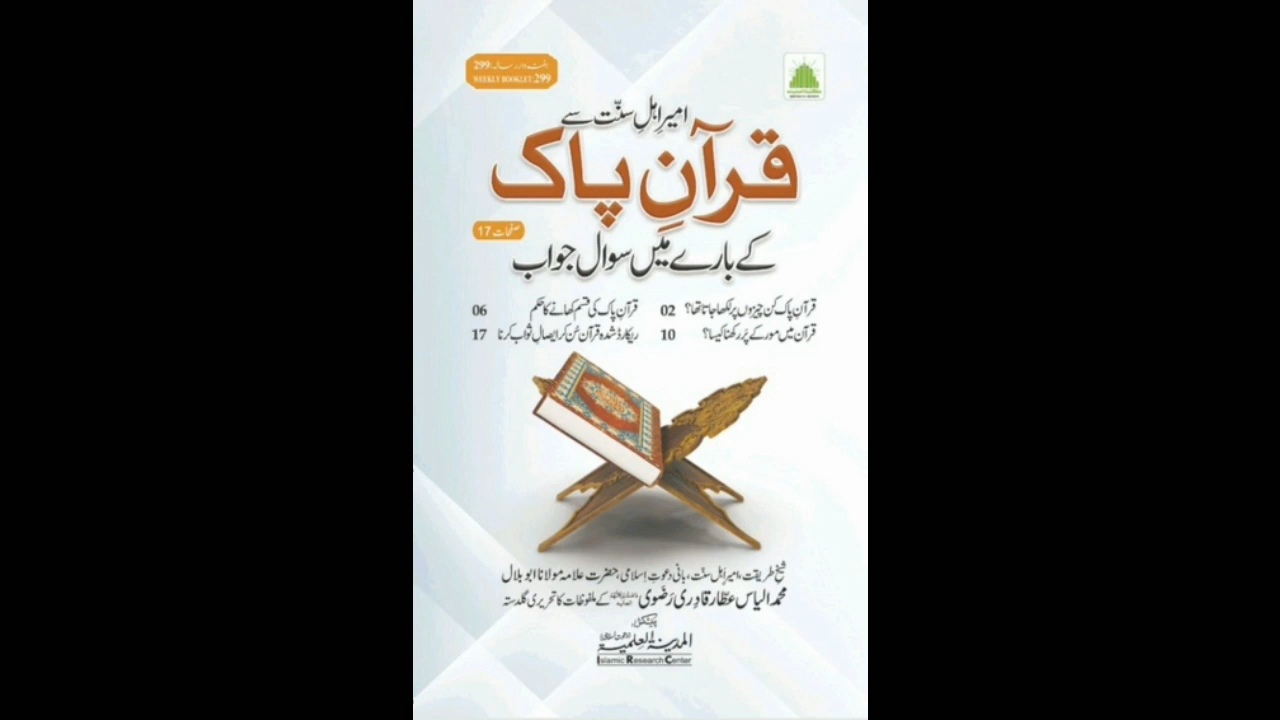 ہفتہ وار رسالہ: 299
WEEKLY BOOKLET: 299
امیرِ اہلِ سنّت سے
قرآنِ پاک
صفحات 17
کے بارے میں سوال جواب
قرآنِ پاک کن چیزوں پر لکھا جاتا تھا؟ 02 قرآنِ پاک کی قسم کھانے کا حکم 06
قرآن میں مور کے پَر رکھنا کیسا؟ 10 ریکارڈ شدہ قرآن سُن کر ایصالِ ثواب کرنا 17
شیخِ طریقت، امیرِ اہلِ سنّت، بانیِ دعوتِ اسلامی، حضرت علامہ مولانا ابو بلال
محمد الیاس عطّار قادری رَضَوی کے ملفوظات کا تحریری گلدستہ
پیشکش:
المدینۃ العلمیۃ (دعوتِ اسلامی)
Islamic Research Center